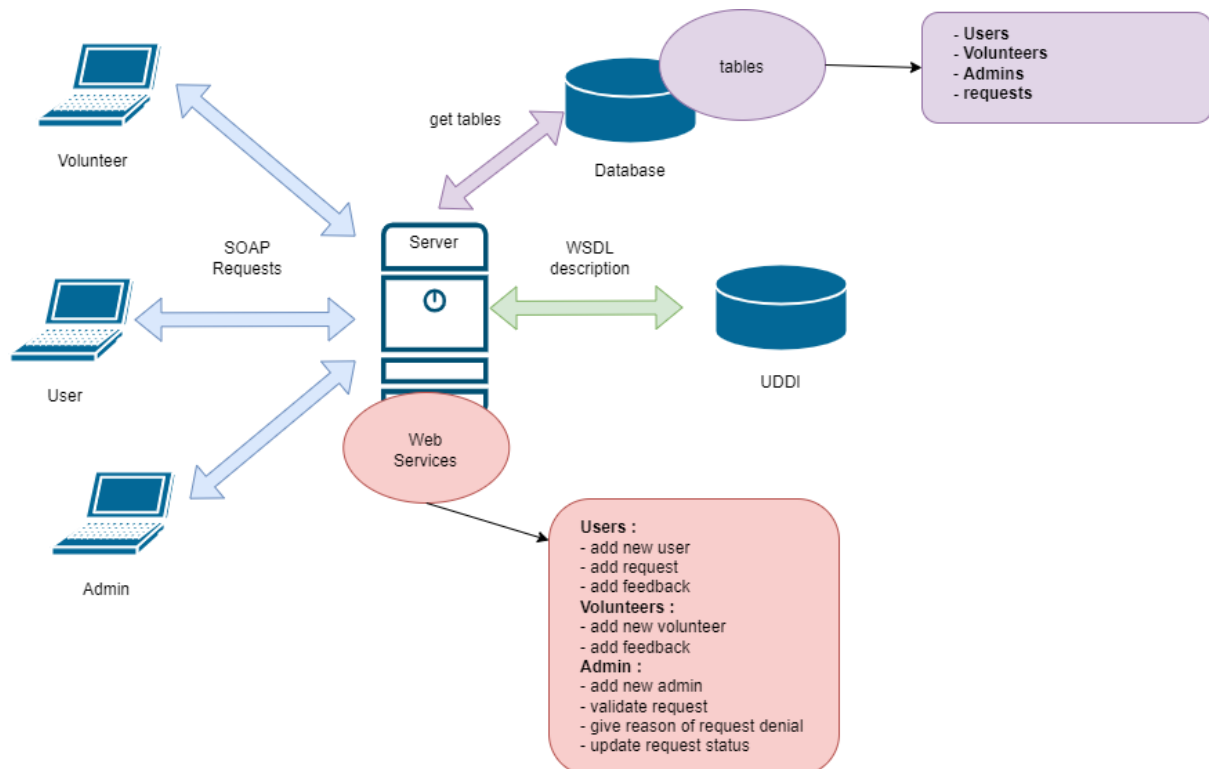 tables
- Users
- Volunteers
- Admins
- requests
get tables
Database
Volunteer
Server
SOAP
Requests
WSDL
description
User
UDDI
Web
Services
Admin
Users :
- add new user
- add request
- add feedback
Volunteers :
- add new volunteer
- add feedback
Admin :
- add new admin
- validate request
- give reason of request denial
- update request status